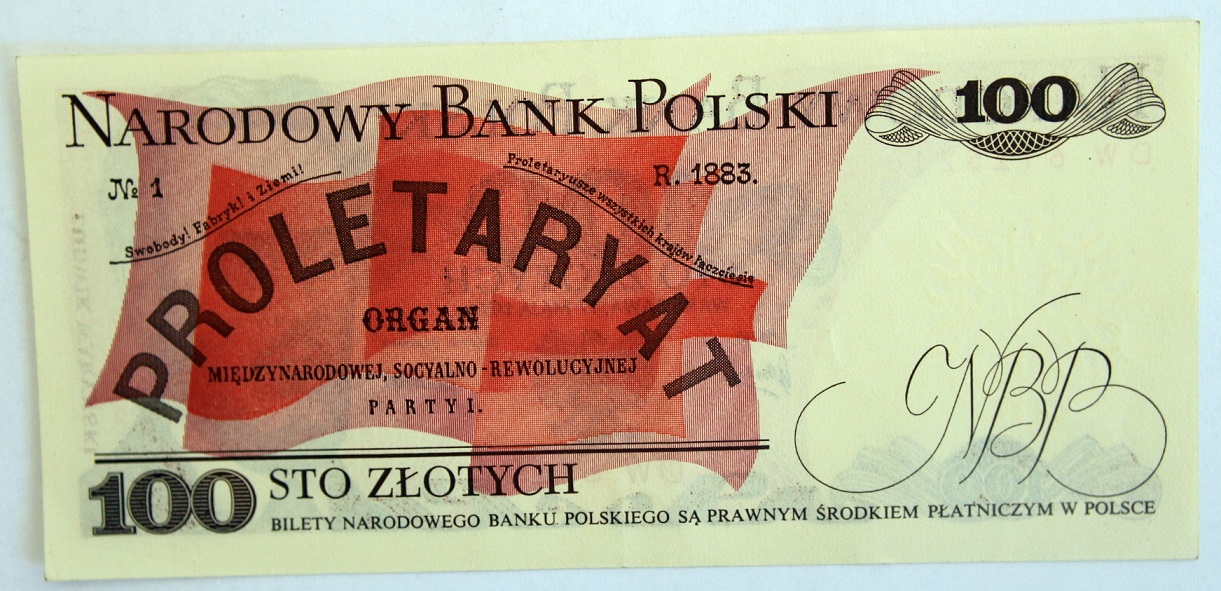 NARODOWY BANK POLSKI
100
№ 1
Swobody! Fabryk! i Ziemi!
Proletaryusze wszystkich krajów łączcie się
R. 1883.
PROLETARYAT
ORGAN
MIĘDZYNARODOWEJ, SOCYALNO-REWOLUCYJNEJ
PARTYI.
NBP
100 STO ZŁOTYCH
BILETY NARODOWEGO BANKU POLSKIEGO SĄ PRAWNYM ŚRODKIEM PŁATNICZYM W POLSCE